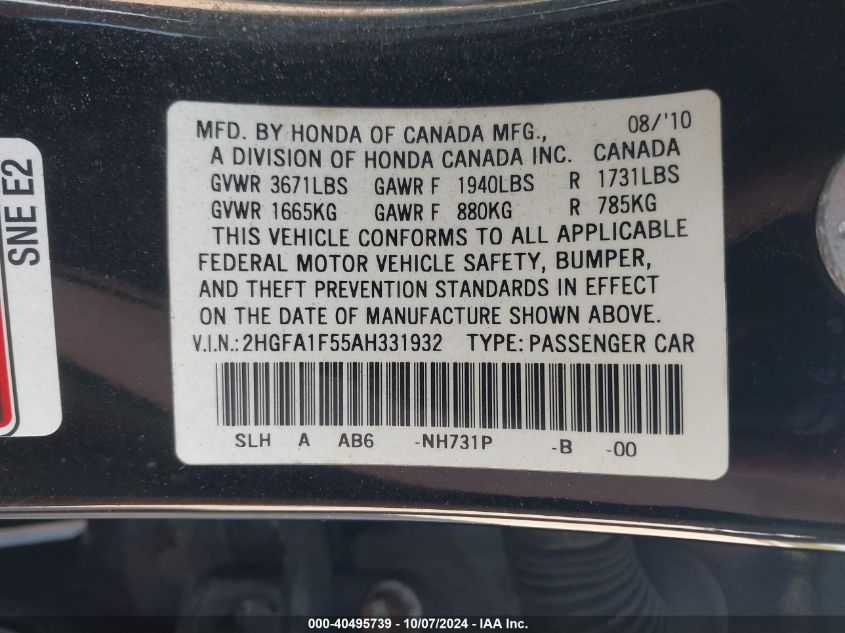 MFD. BY HONDA OF CANADA MFG., 08/'10
A DIVISION OF HONDA CANADA INC. CANADA
GVWR 3671LBS GAWR F 1940LBS R 1731LBS
GVWR 1665KG GAWR F 880KG R 785KG
THIS VEHICLE CONFORMS TO ALL APPLICABLE
FEDERAL MOTOR VEHICLE SAFETY, BUMPER,
AND THEFT PREVENTION STANDARDS IN EFFECT
ON THE DATE OF MANUFACTURE SHOWN ABOVE.
V.I.N.:2HGFA1F55AH331932 TYPE:PASSENGER CAR
SLH A AB6 -NH731P -B -00
SNE E2
000-40495739 - 10/07/2024 - IAA Inc.